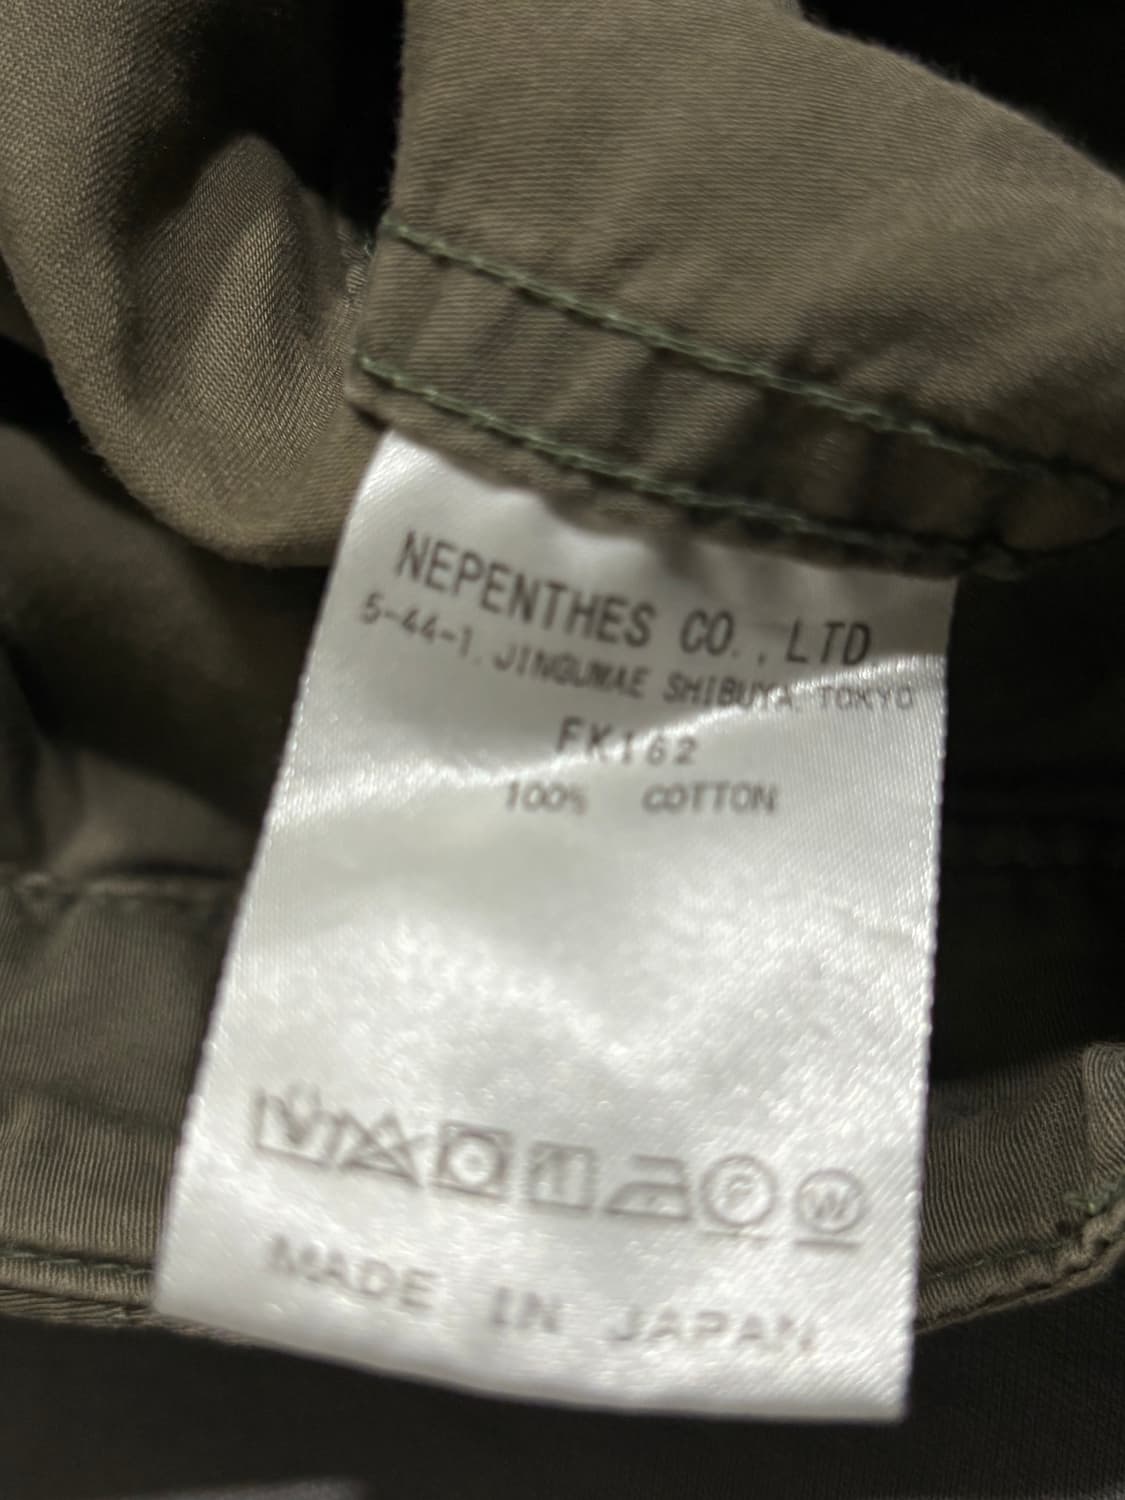 NEPENTHES CO., LTD
5-44-1, JINGUMAE SHIBUYA TOKYO
FK162
100% COTTON
P W
MADE IN JAPAN